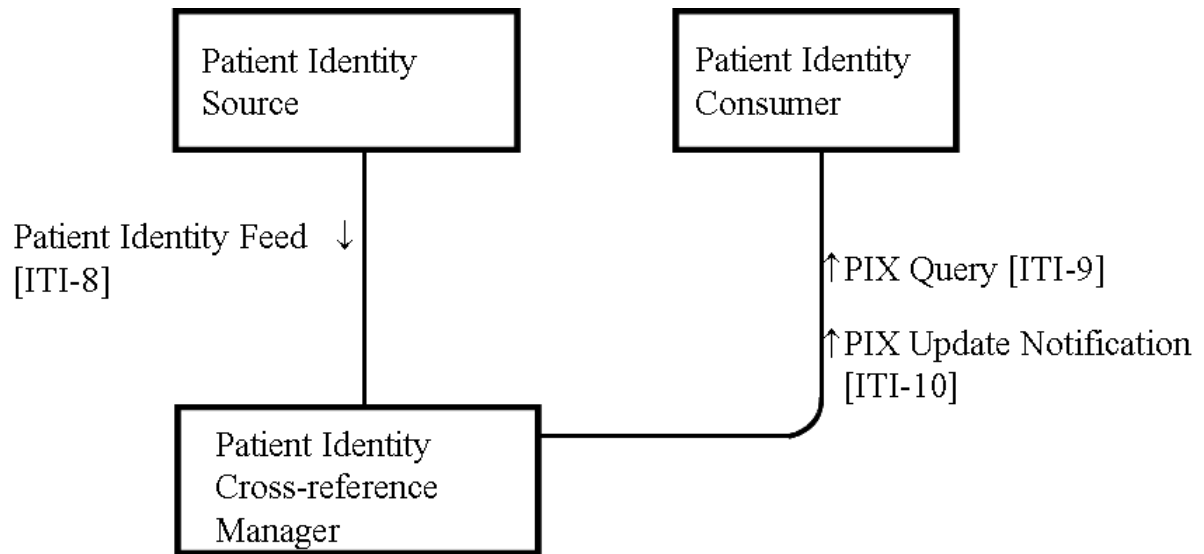 Patient Identity
Source
Patient Identity
Consumer
Patient Identity Feed ↓
[ITI-8]
↑PIX Query [ITI-9]
↑PIX Update Notification
[ITI-10]
Patient Identity
Cross-reference
Manager